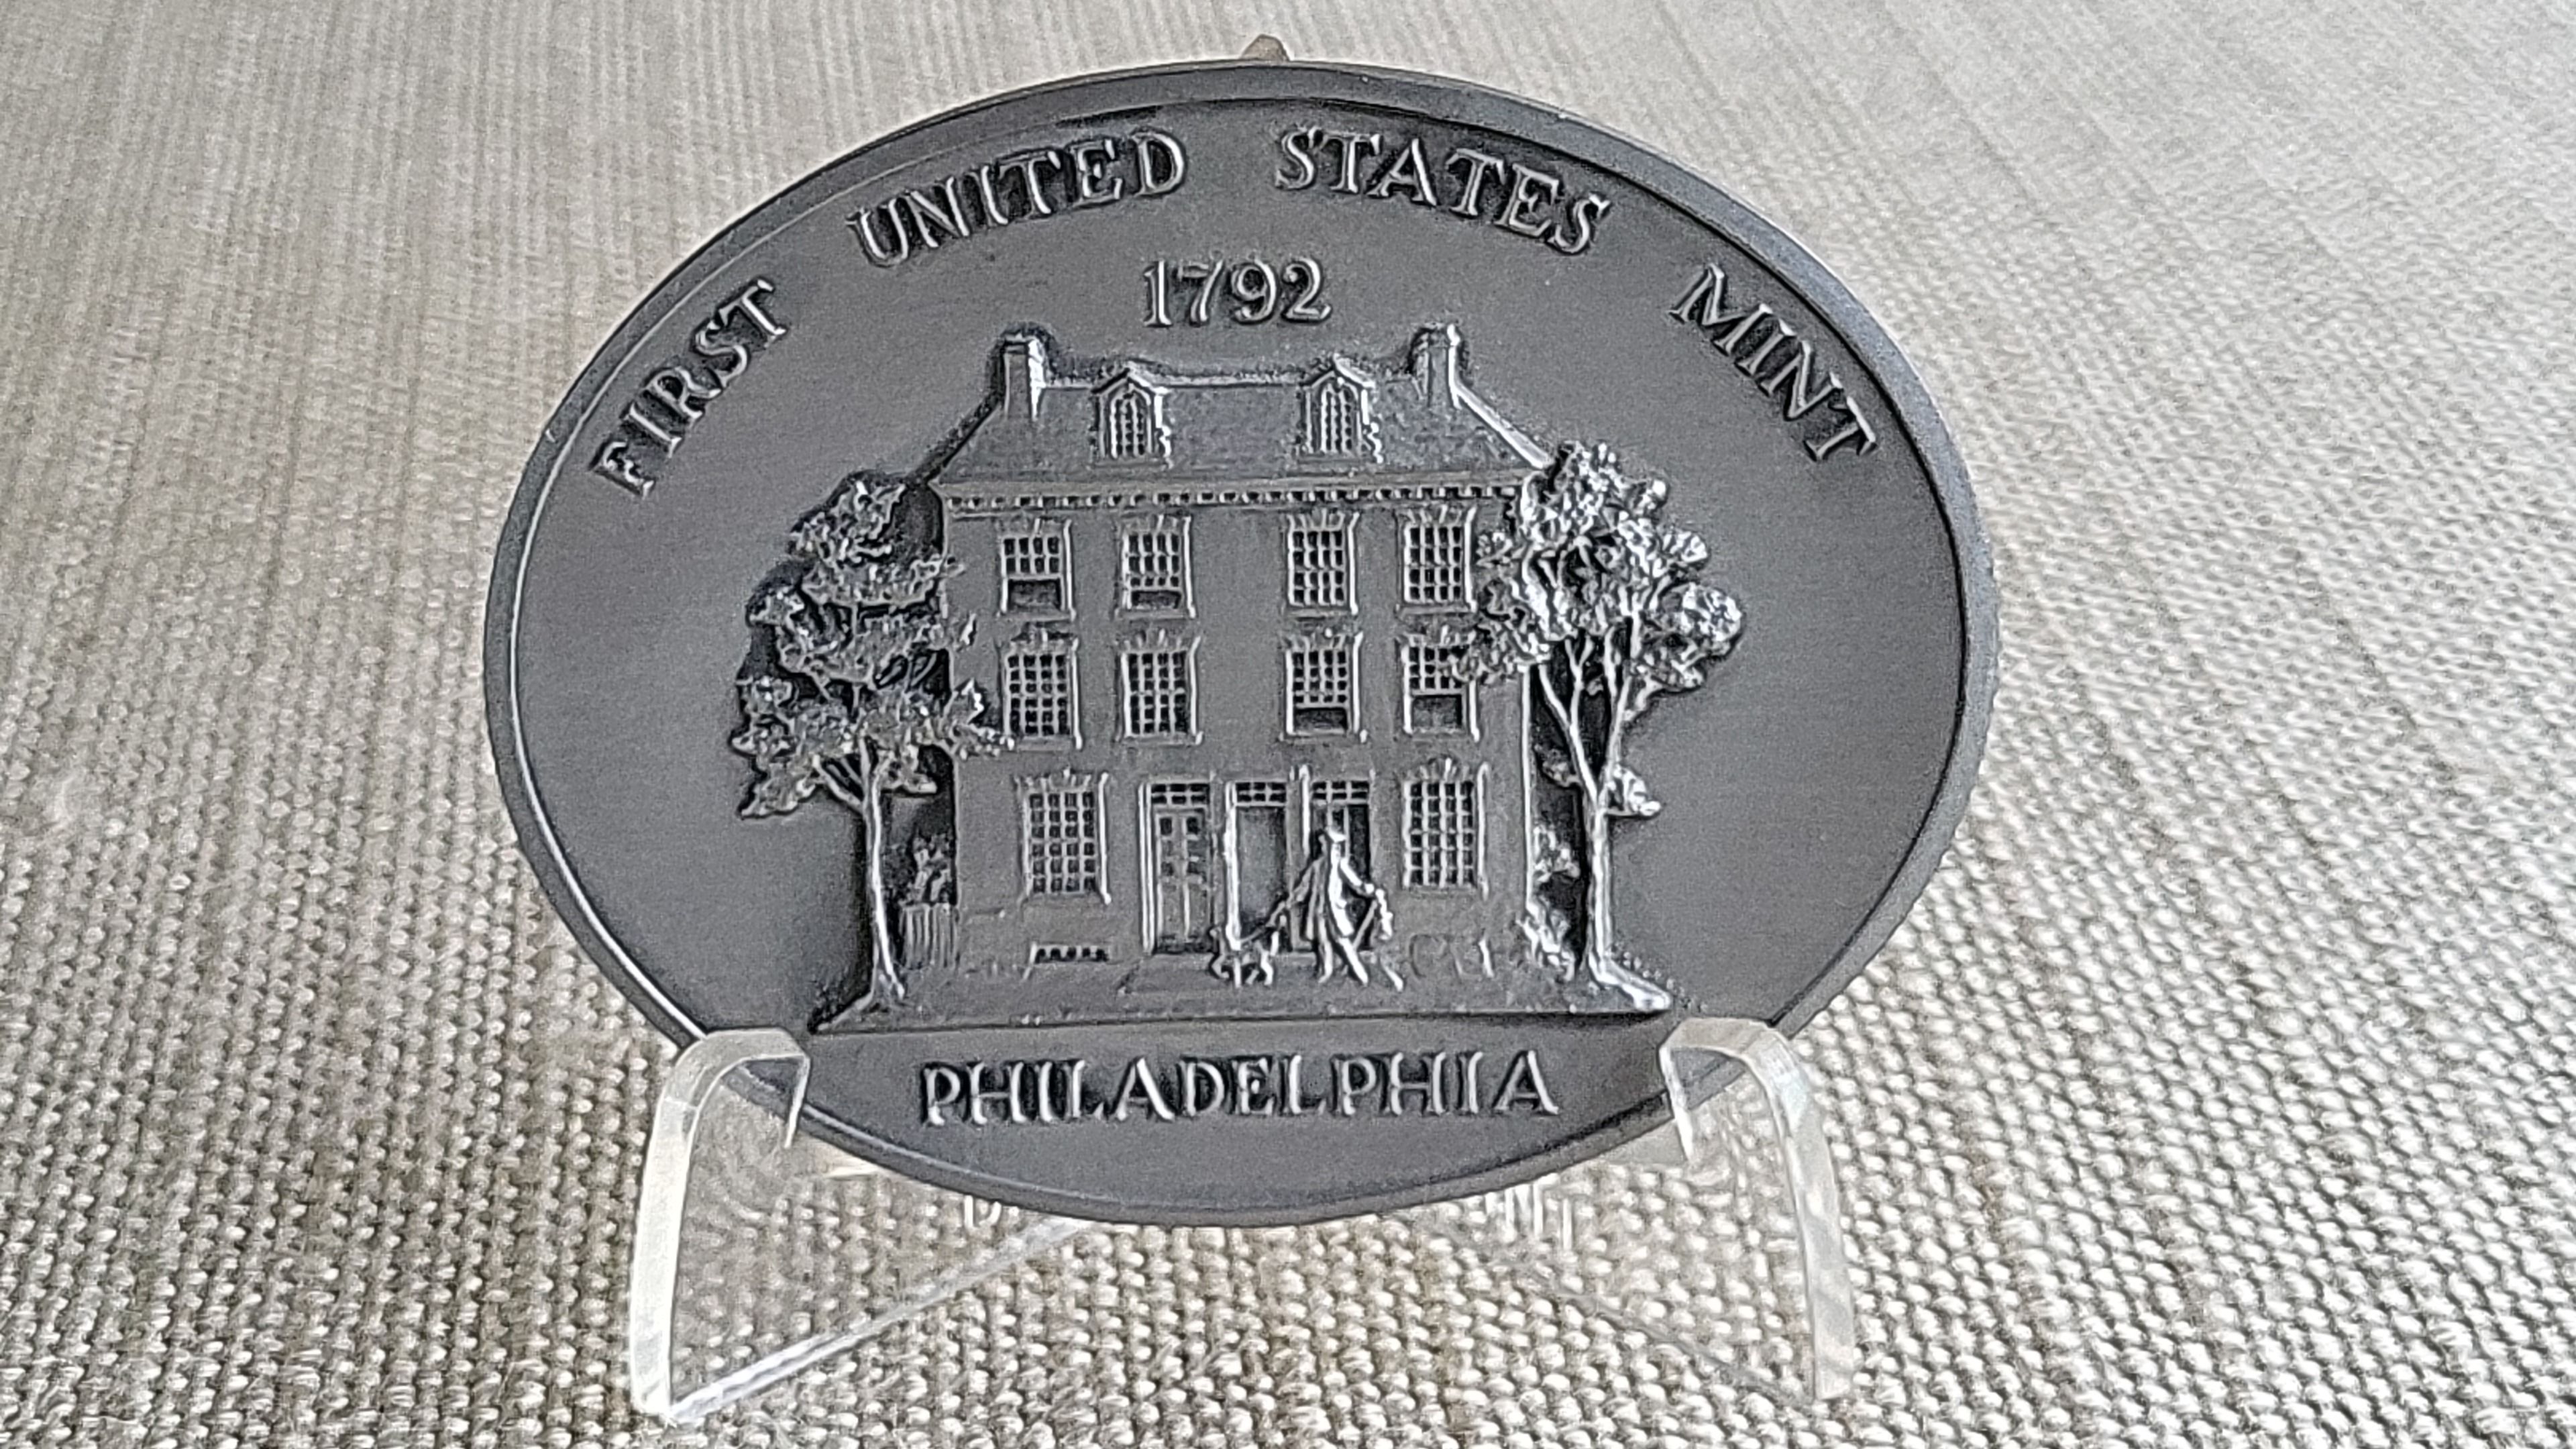 FIRST UNITED STATES MINT
1792
PHILADELPHIA